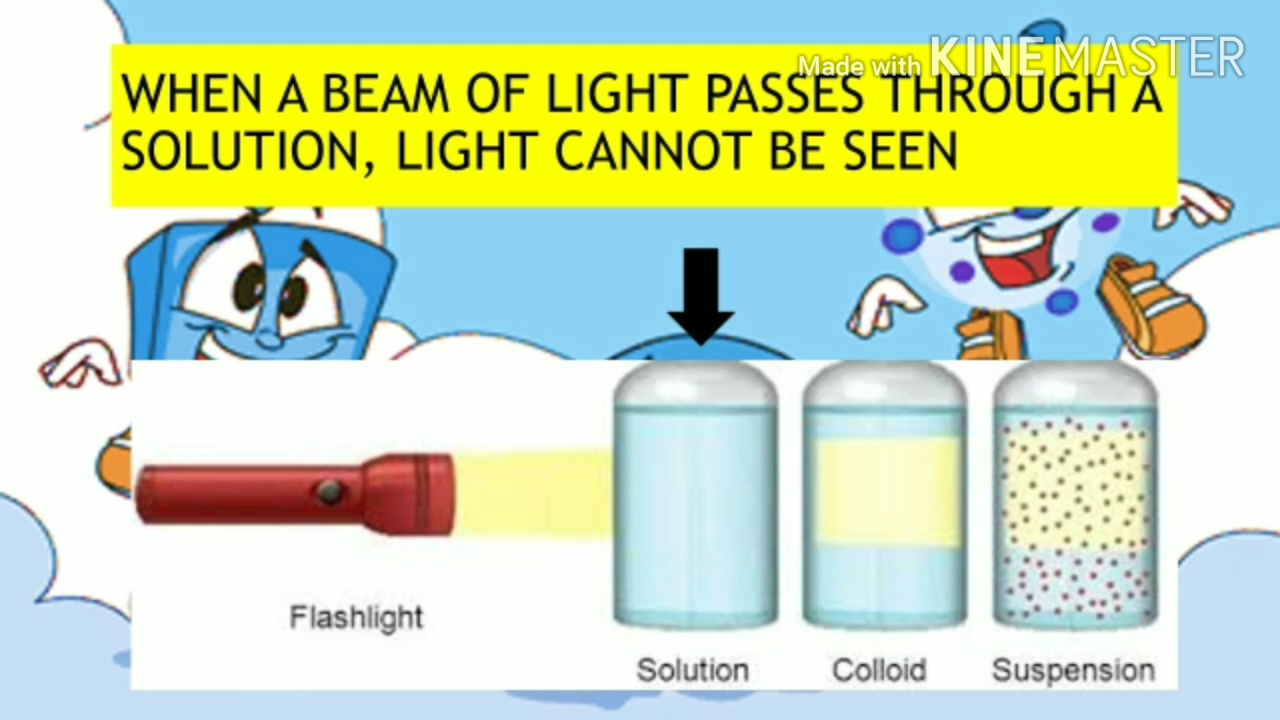 Made with KINEMASTER
WHEN A BEAM OF LIGHT PASSES THROUGH A
SOLUTION, LIGHT CANNOT BE SEEN
Flashlight
Solution
Colloid
Suspension